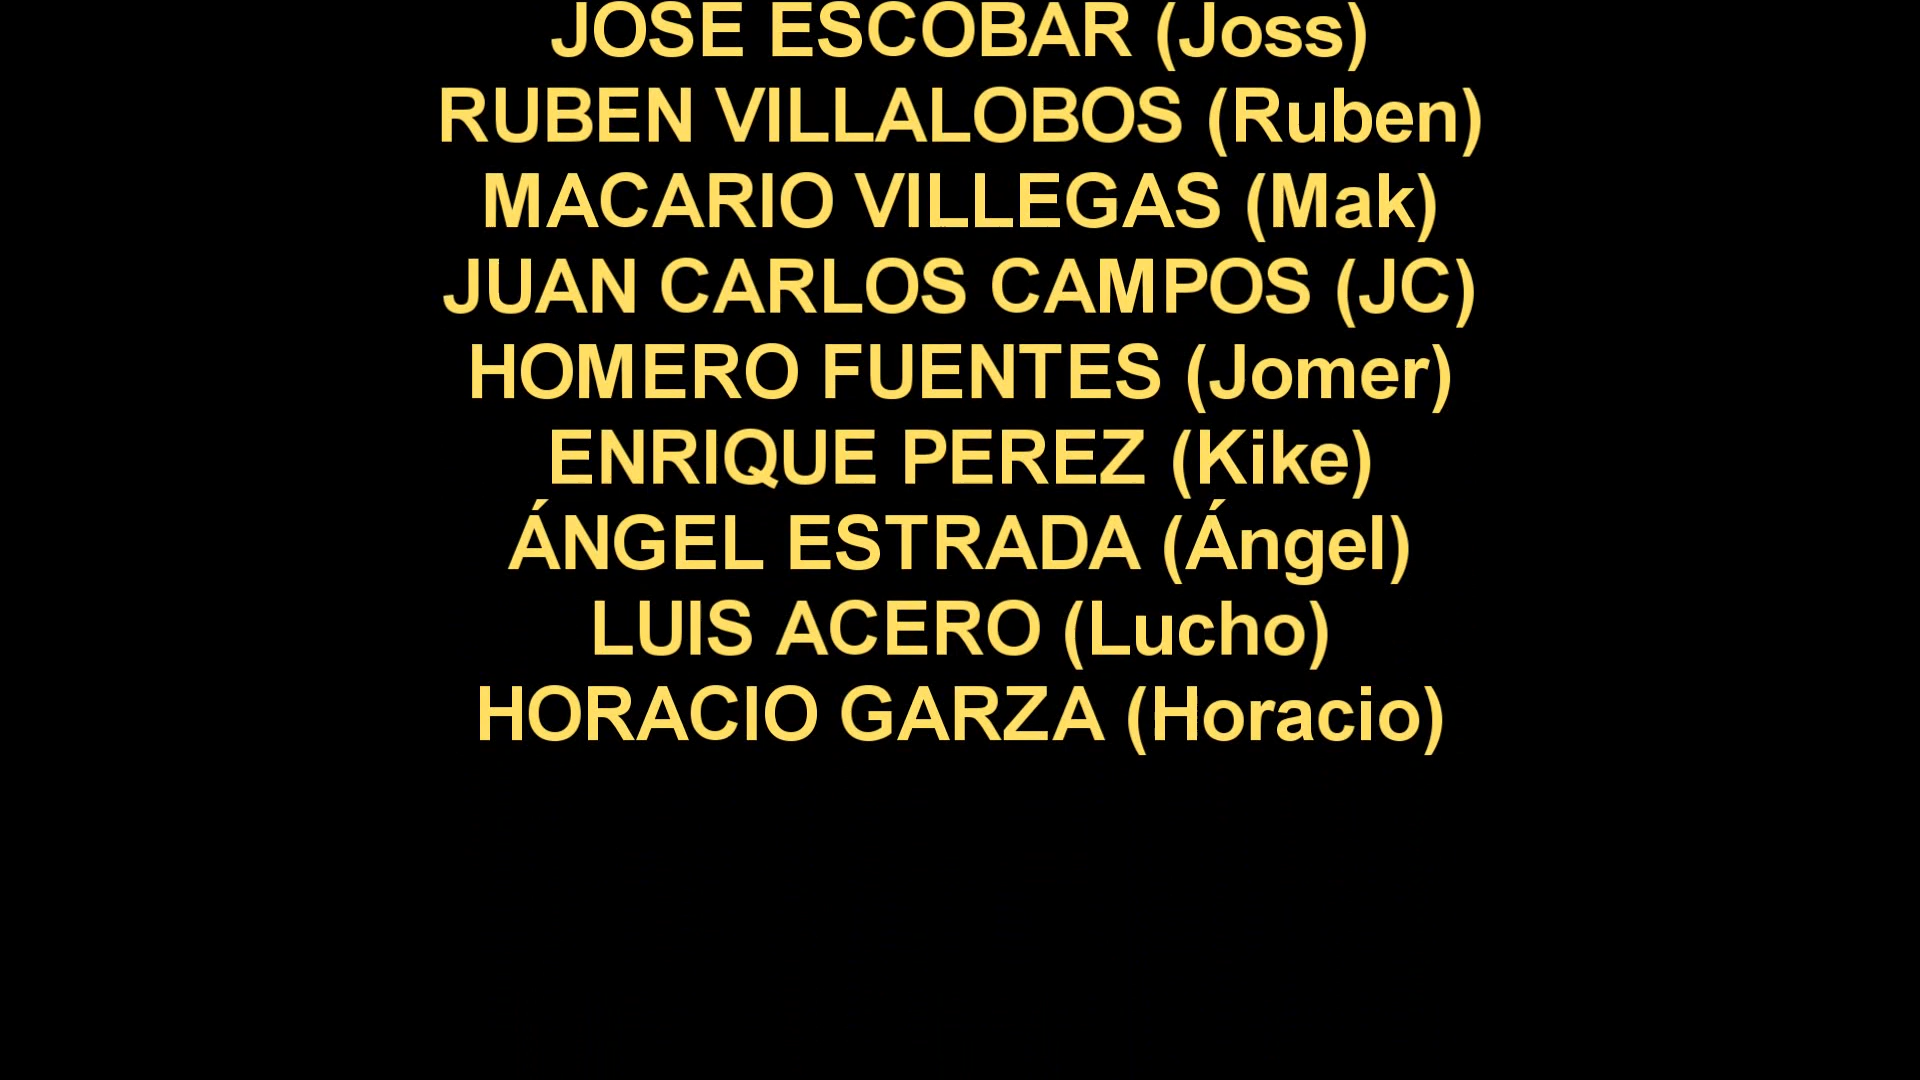 JOSE ESCOBAR (Joss)
RUBEN VILLALOBOS (Ruben)
MACARIO VILLEGAS (Mak)
JUAN CARLOS CAMPOS (JC)
HOMERO FUENTES (Jomer)
ENRIQUE PEREZ (Kike)
ÁNGEL ESTRADA (Ángel)
LUIS ACERO (Lucho)
HORACIO GARZA (Horacio)